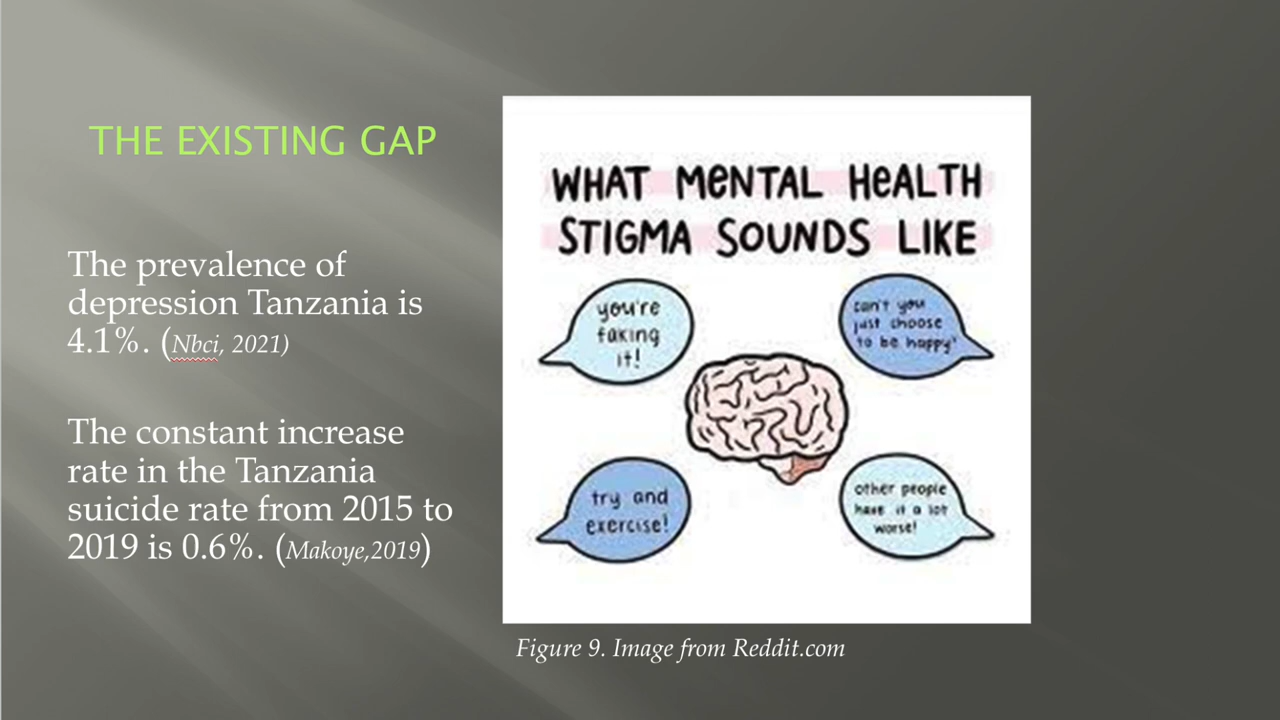 THE EXISTING GAP
The prevalence of
depression Tanzania is
4.1%. (Nbci, 2021)
The constant increase
rate in the Tanzania
suicide rate from 2015 to
2019 is 0.6%. (Makoye,2019)
WHAT MeNTAL HeALTH
STIGMA SOUNDS LIKE
you're
faking
it!
can't you
just choose
to be happy'
try and
exercise!
other people
have it a lot
worse!
Figure 9. Image from Reddit.com